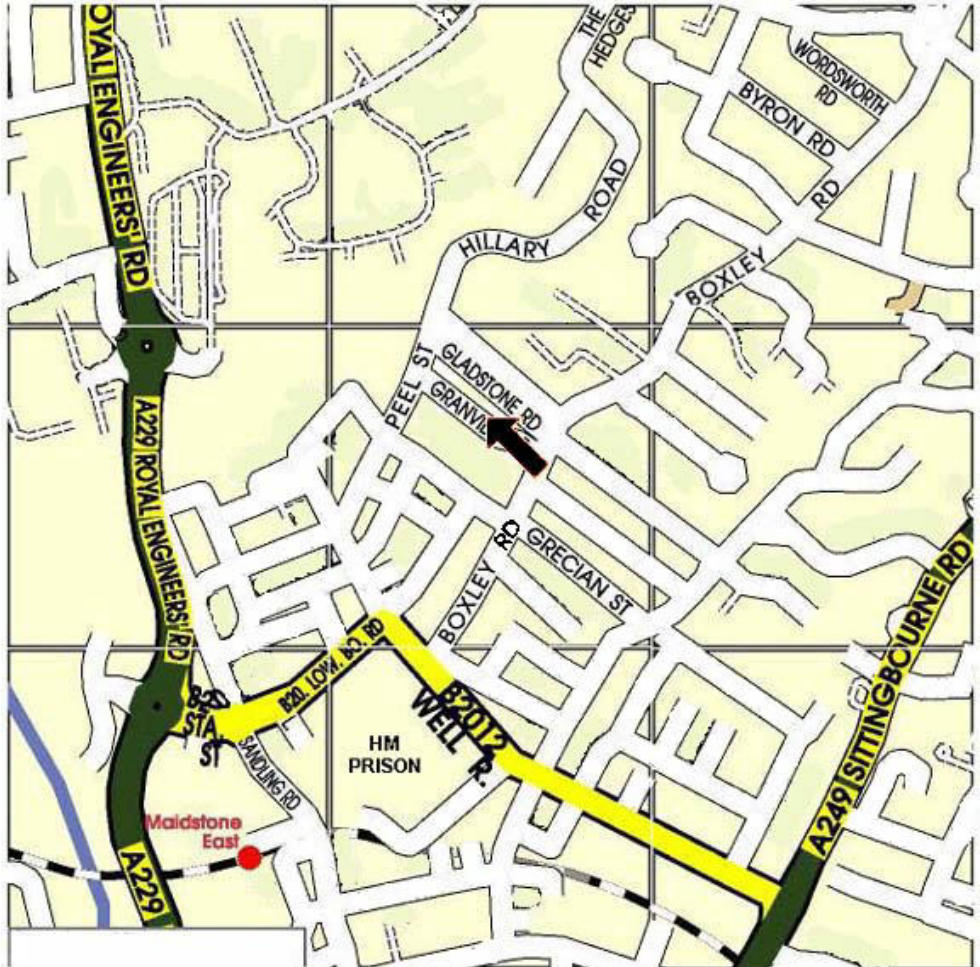 OYAL ENGINEERS' RD
THE
HEDGES
WORDSWORTH
RD
BYRON RD
ROAD
HILLARY
RD
BOXLEY
GLADSTONE RD
PEEL ST
A229 ROYAL ENGINEERS' RD
RD
GRECIAN ST
BOXLEY
A249 SITTINGBOURNE RD
B20. LOW. BO. RD
STA.
ST
B2012
WELL R.
SANDLING RD
HM
PRISON
Maidstone
East
A229